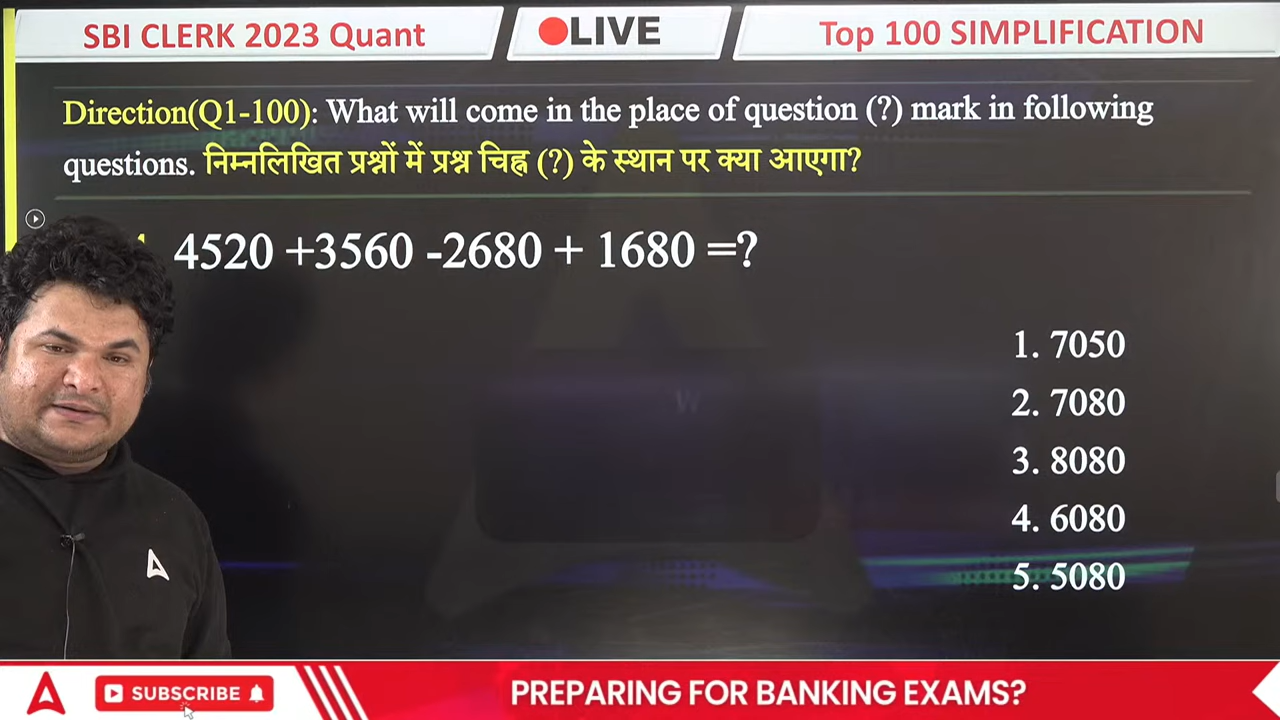 SBI CLERK 2023 Quant
LIVE
Top 100 SIMPLIFICATION
Direction(Q1-100): What will come in the place of question (?) mark in following
questions. निम्नलिखित प्रश्नों में प्रश्न चिह्न (?) के स्थान पर क्या आएगा?
4520 +3560 -2680 + 1680 =?
1. 7050
2. 7080
3. 8080
4. 6080
5. 5080
SUBSCRIBE
PREPARING FOR BANKING EXAMS?